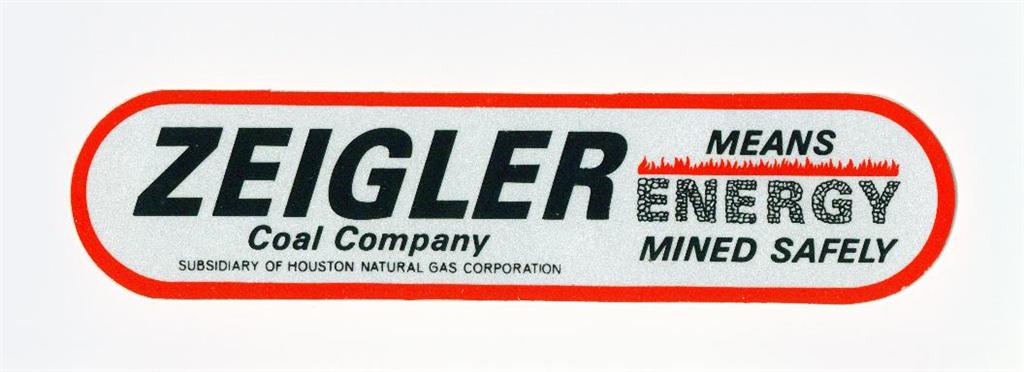 ZEIGLER
Coal Company
SUBSIDIARY OF HOUSTON NATURAL GAS CORPORATION
MEANS
ENERGY
MINED SAFELY